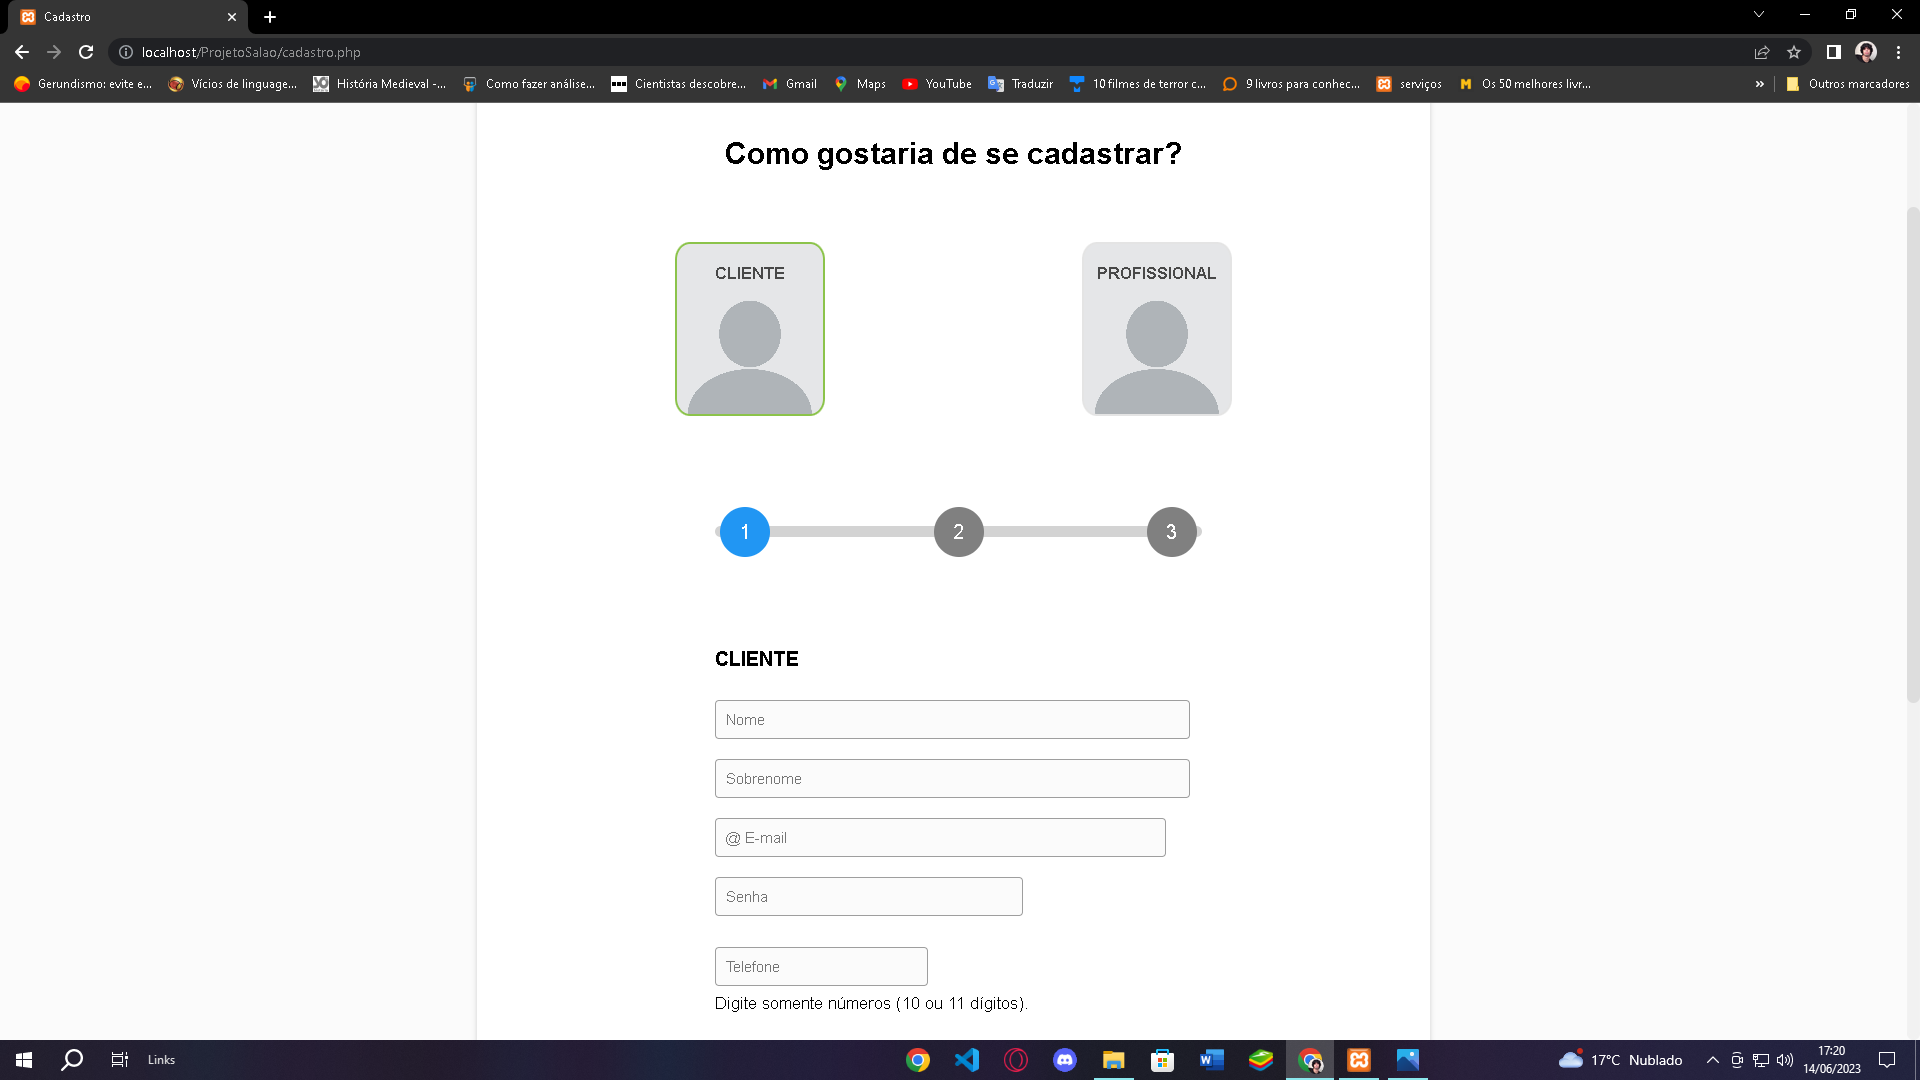 Cadastro
localhost/ProjetoSalao/cadastro.php
Gerundismo: evite e... Vícios de linguage... História Medieval -... Como fazer análise... Cientistas descobre... Gmail Maps YouTube Traduzir 10 filmes de terror c... 9 livros para conhec... serviços Os 50 melhores livr... » Outros marcadores
Como gostaria de se cadastrar?
CLIENTE PROFISSIONAL
1 2 3
CLIENTE
Nome
Sobrenome
@ E-mail
Senha
Telefone
Digite somente números (10 ou 11 dígitos).
Links 17°C Nublado 17:20
14/06/2023